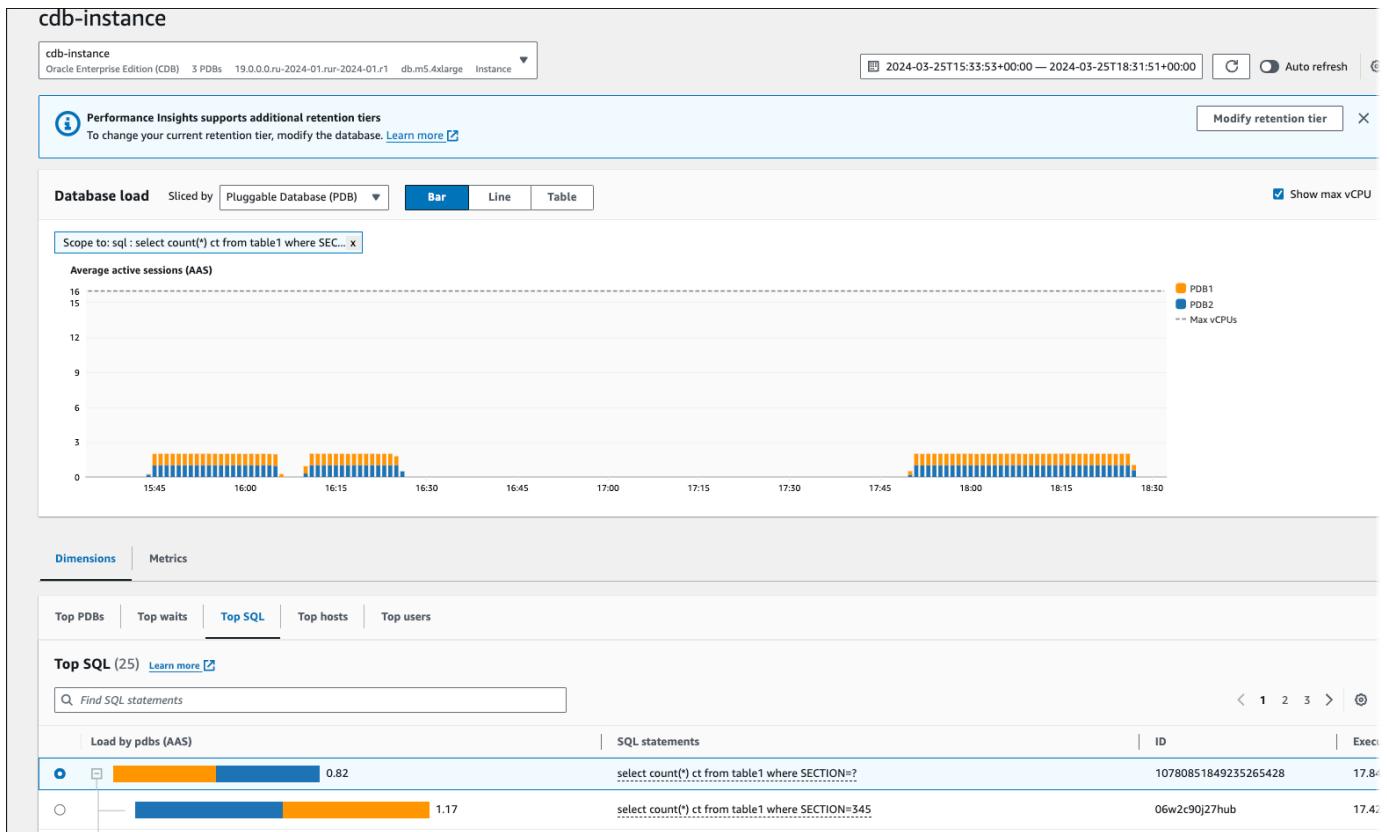 cdb-instance
cdb-instance
Oracle Enterprise Edition (CDB) 3 PDBs 19.0.0.0.ru-2024-01.rur-2024-01.r1 db.m5.4xlarge Instance
2024-03-25T15:33:53+00:00 — 2024-03-25T18:31:51+00:00
Auto refresh
Performance Insights supports additional retention tiers
To change your current retention tier, modify the database. Learn more
Modify retention tier
Database load Sliced by Pluggable Database (PDB) Bar Line Table Show max vCPU
Scope to: sql : select count(*) ct from table1 where SEC... x
Average active sessions (AAS)
16
15
12
9
6
3
0
15:45 16:00 16:15 16:30 16:45 17:00 17:15 17:30 17:45 18:00 18:15 18:30
PDB1
PDB2
Max vCPUs
Dimensions Metrics
Top PDBs Top waits Top SQL Top hosts Top users
Top SQL (25) Learn more
Find SQL statements
1 2 3
Load by pdbs (AAS) SQL statements ID Execu
0.82 select count(*) ct from table1 where SECTION=? 10780851849235265428 17.84
1.17 select count(*) ct from table1 where SECTION=345 06w2c90j27hub 17.42